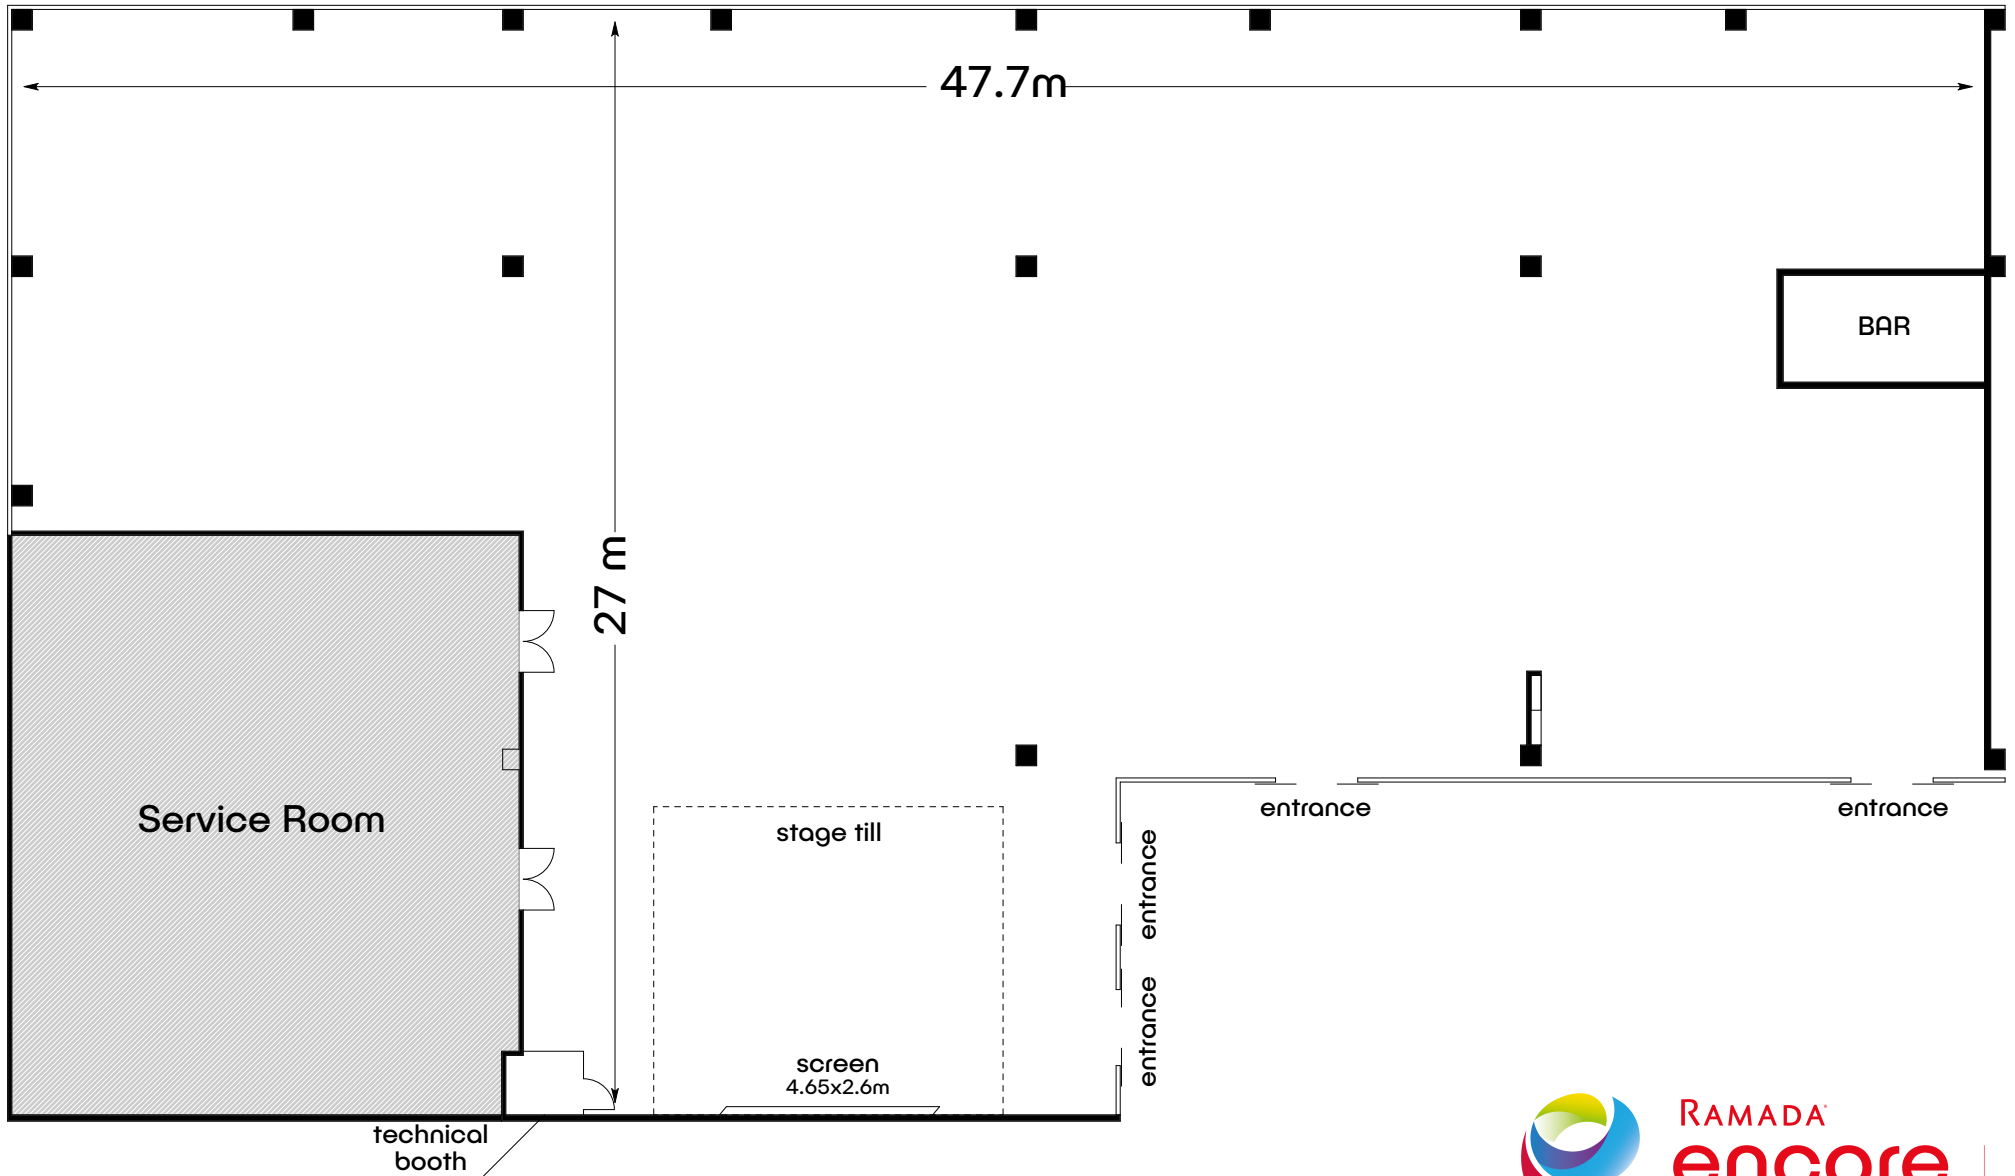 47.7m
BAR
27 m
Service Room
stage till
entrance
entrance
entrance
entrance
screen
4.65x2.6m
technical
booth
RAMADA
encore